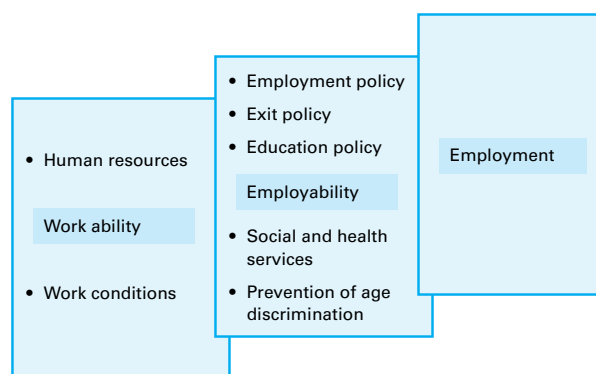 • Human resources
Work ability
• Work conditions
• Employment policy
• Exit policy
• Education policy
Employability
• Social and health
services
• Prevention of age
discrimination
Employment